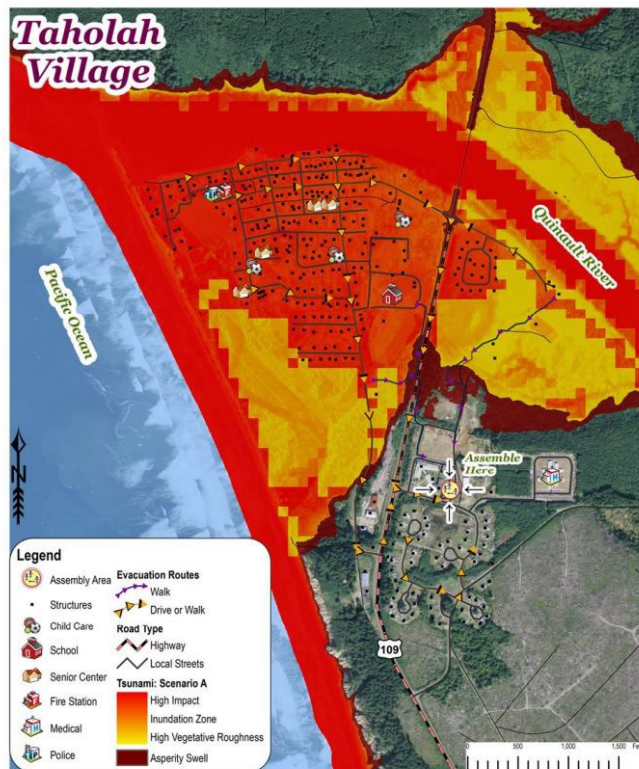 Taholah
Village
Pacific Ocean
Quinault River
Assemble
Here
N
109
Legend
Assembly Area
Structures
Child Care
School
Senior Center
Fire Station
Medical
Police
Evacuation Routes
Walk
Drive or Walk
Road Type
Highway
Local Streets
Tsunami: Scenario A
High Impact
Inundation Zone
High Vegetative Roughness
Asperity Swell
0 500 1,000 1,500 Fe